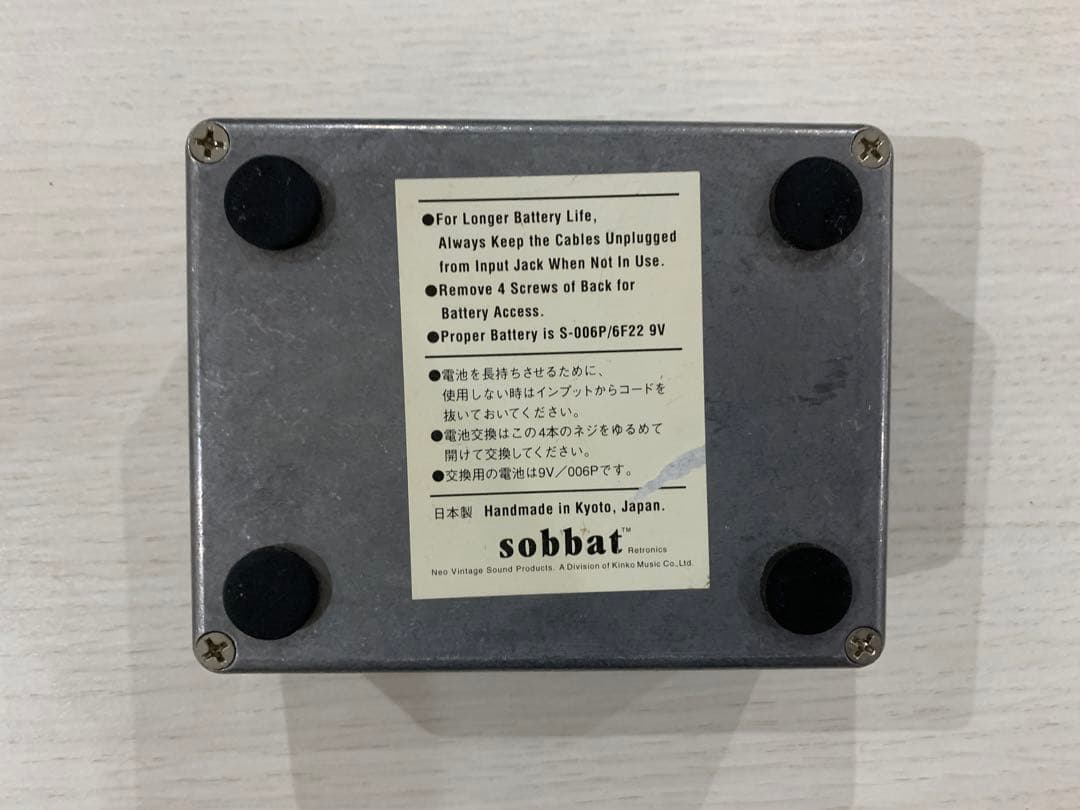 ●For Longer Battery Life,
Always Keep the Cables Unplugged
from Input Jack When Not In Use.
●Remove 4 Screws of Back for
Battery Access.
●Proper Battery is S-006P/6F22 9V
●電池を長持ちさせるために、
使用しない時はインプットからコードを
抜いておいてください。
●電池交換はこの4本のネジをゆるめて
開けて交換してください。
●交換用の電池は9V／006Pです。
日本製 Handmade in Kyoto, Japan.
sobbat™ Retronics
Neo Vintage Sound Products. A Division of Kinko Music Co.,Ltd.